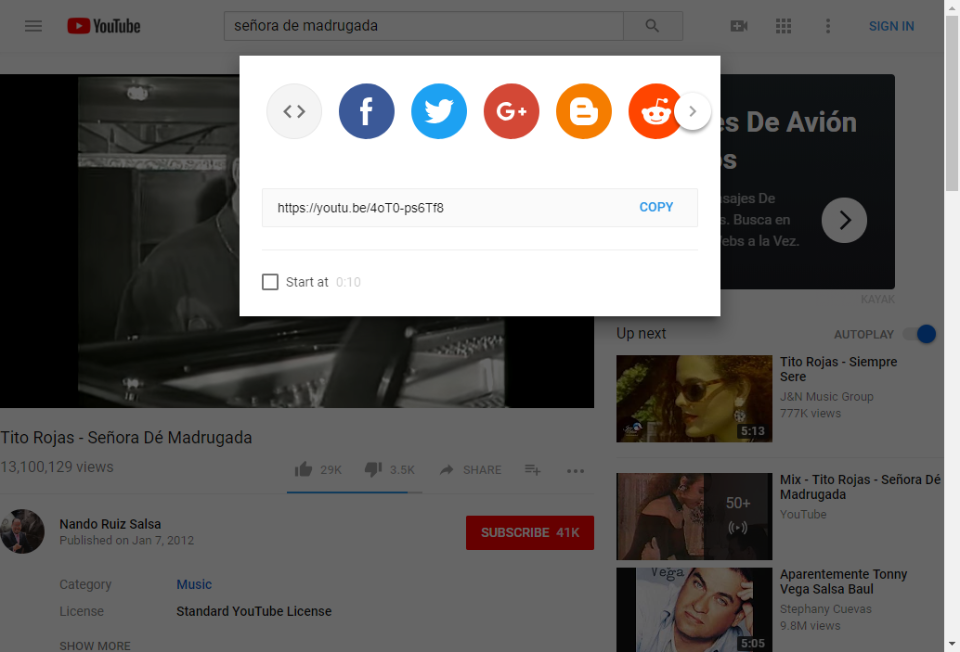 YouTube
señora de madrugada
SIGN IN
f
G+
https://youtu.be/4oT0-ps6Tf8
COPY
Start at 0:10
s De Avión
s
sajes De
s. Busca en
ebs a la Vez.
KAYAK
Up next
AUTOPLAY
Tito Rojas - Siempre
Sere
J&N Music Group
777K views
5:13
Tito Rojas - Señora Dé Madrugada
13,100,129 views
29K
3.5K
SHARE
Mix - Tito Rojas - Señora Dé
Madrugada
YouTube
50+
Nando Ruiz Salsa
Published on Jan 7, 2012
SUBSCRIBE 41K
Category Music
License Standard YouTube License
SHOW MORE
Vega
Aparentemente Tonny
Vega Salsa Baul
Stephany Cuevas
9.8M views
5:05